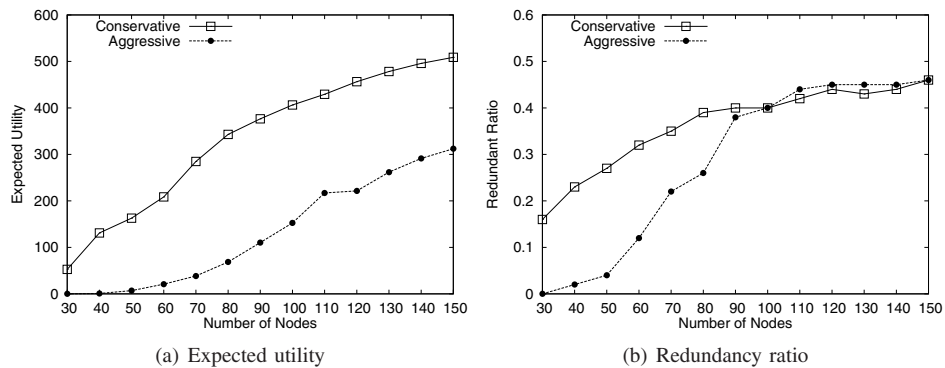 600
500
400
300
200
100
0
Expected Utility
Conservative
Aggressive
30 40 50 60 70 80 90 100 110 120 130 140 150
Number of Nodes
(a) Expected utility
0.6
0.5
0.4
0.3
0.2
0.1
0
Redundant Ratio
Conservative
Aggressive
30 40 50 60 70 80 90 100 110 120 130 140 150
Number of Nodes
(b) Redundancy ratio